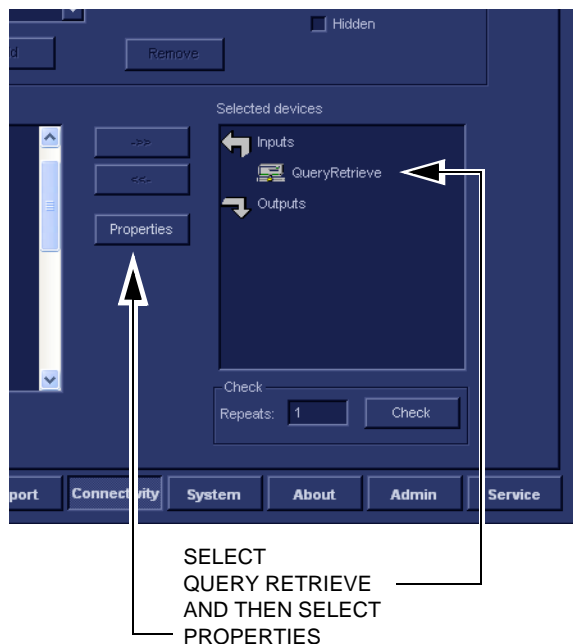 Hidden
d
Remove
Selected devices
->>
Inputs
<<-
QueryRetrieve
Properties
Outputs
Check
Repeats:
1
Check
port
Connectivity
System
About
Admin
Service
SELECT
QUERY RETRIEVE
AND THEN SELECT
PROPERTIES